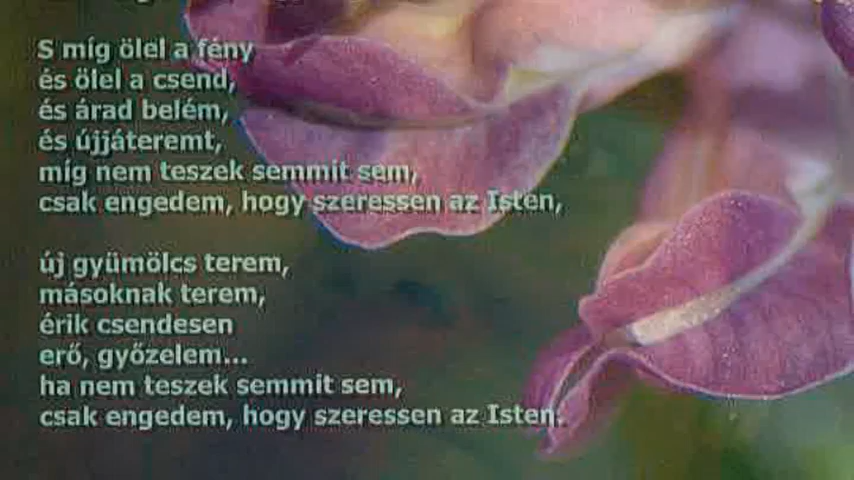 S míg ölel a fény
és ölel a csend,
és árad belém,
és újjáteremt,
míg nem teszek semmit sem,
csak engedem, hogy szeressen az Isten,
új gyümölcs terem,
másoknak terem,
érik csendesen
erő, győzelem...
ha nem teszek semmit sem,
csak engedem, hogy szeressen az Isten.